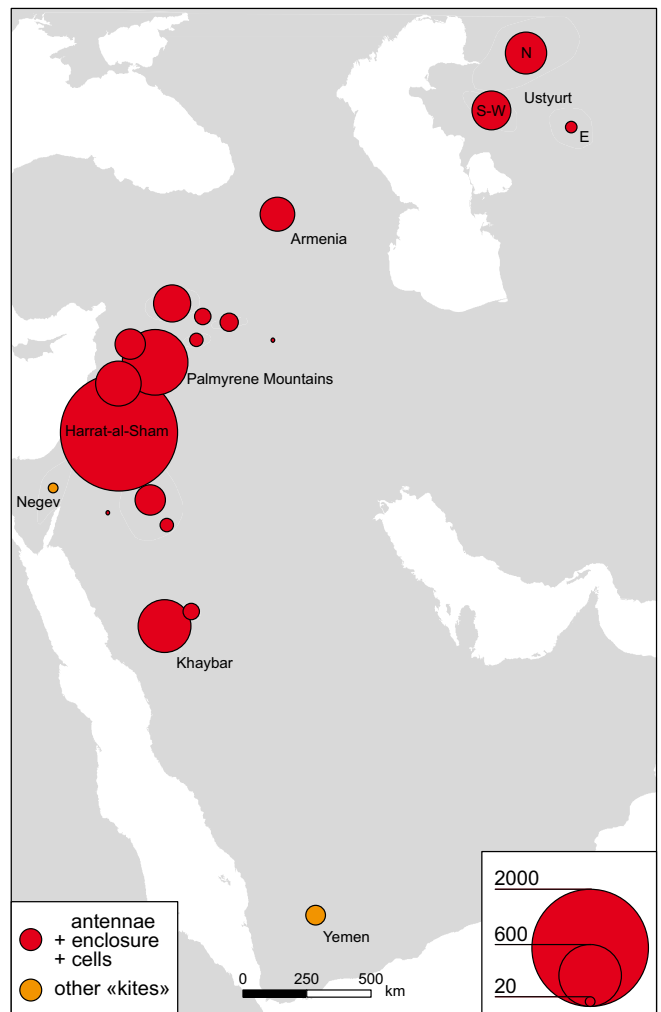 N
Ustyurt
S-W
E
Armenia
Palmyrene Mountains
Harrat-al-Sham
Negev
Khaybar
Yemen
antennae
+ enclosure
+ cells
other «kites»
0 250 500
km
2000
600
20